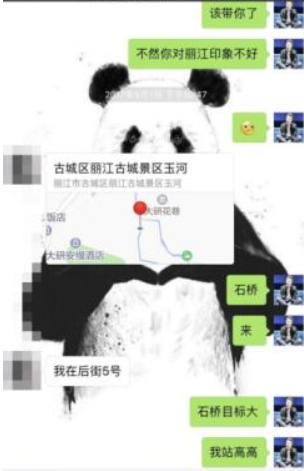 该带你了
不然你对丽江印象不好
古城区丽江古城景区玉河
丽江市古城区丽江古城景区玉河
大研花巷
饭店
大研安缦酒店
石桥
来
我在后街5号
石桥目标大
我站高高